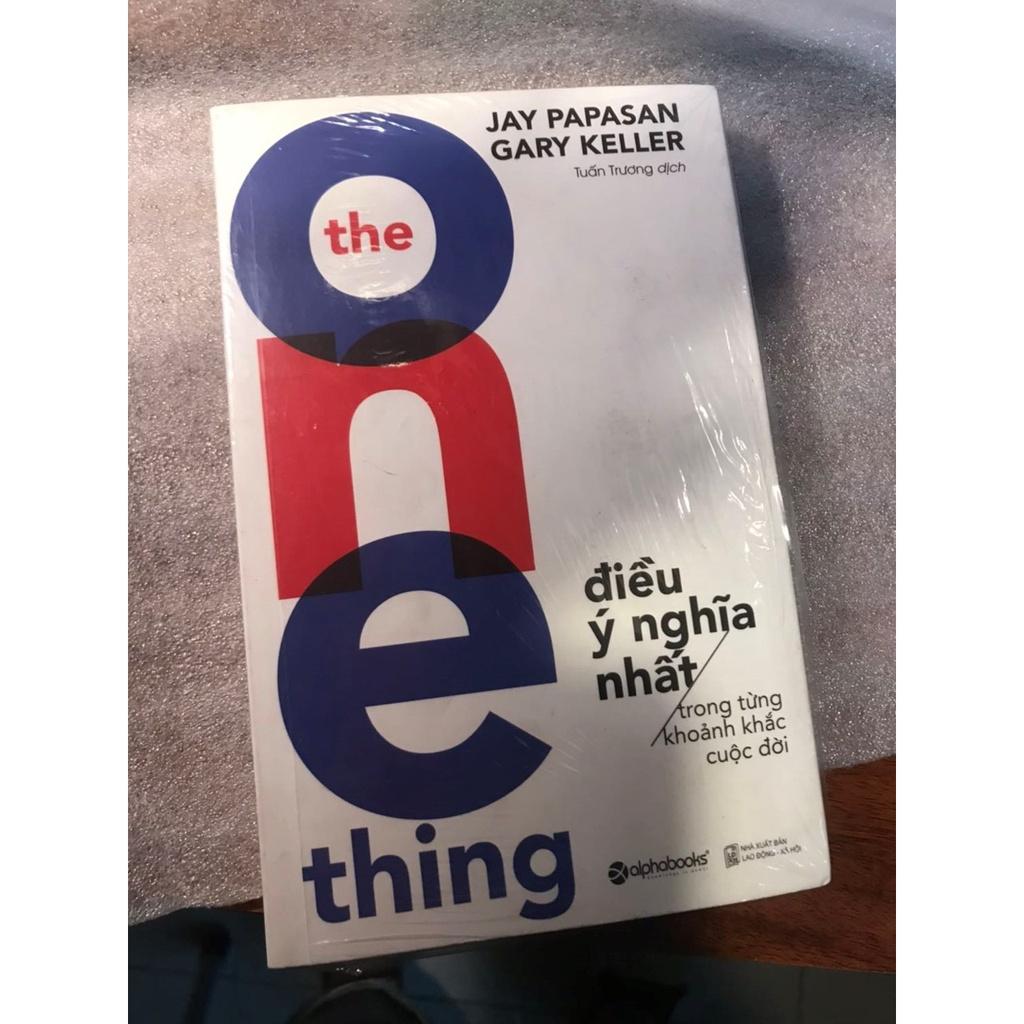 JAY PAPASAN
GARY KELLER
Tuấn Trương dịch
the
one
thing
điều
ý nghĩa
nhất
trong từng
khoảnh khắc
cuộc đời
alphabooks
NHÀ XUẤT BẢN
LAO ĐỘNG - XÃ HỘI